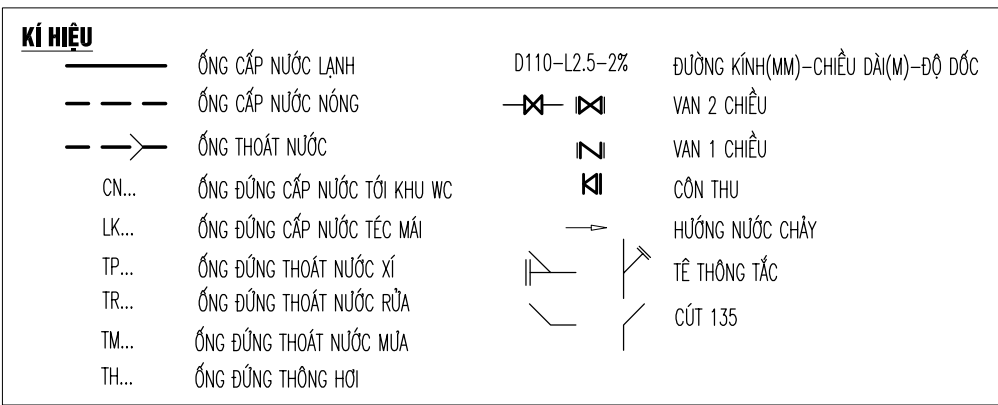 KÍ HIỆU
ỐNG CẤP NƯỚC LẠNH
ỐNG CẤP NƯỚC NÓNG
ỐNG THOÁT NƯỚC
CN... ỐNG ĐỨNG CẤP NƯỚC TỚI KHU WC
LK... ỐNG ĐỨNG CẤP NƯỚC TÉC MÁI
TP... ỐNG ĐỨNG THOÁT NƯỚC XÍ
TR... ỐNG ĐỨNG THOÁT NƯỚC RỬA
TM... ỐNG ĐỨNG THOÁT NƯỚC MƯA
TH... ỐNG ĐỨNG THÔNG HƠI
D110-L2.5-2% ĐƯỜNG KÍNH(MM)-CHIỀU DÀI(M)-ĐỘ DỐC
VAN 2 CHIỀU
VAN 1 CHIỀU
CÔN THU
HƯỚNG NƯỚC CHẢY
TÊ THÔNG TẮC
CÚT 135